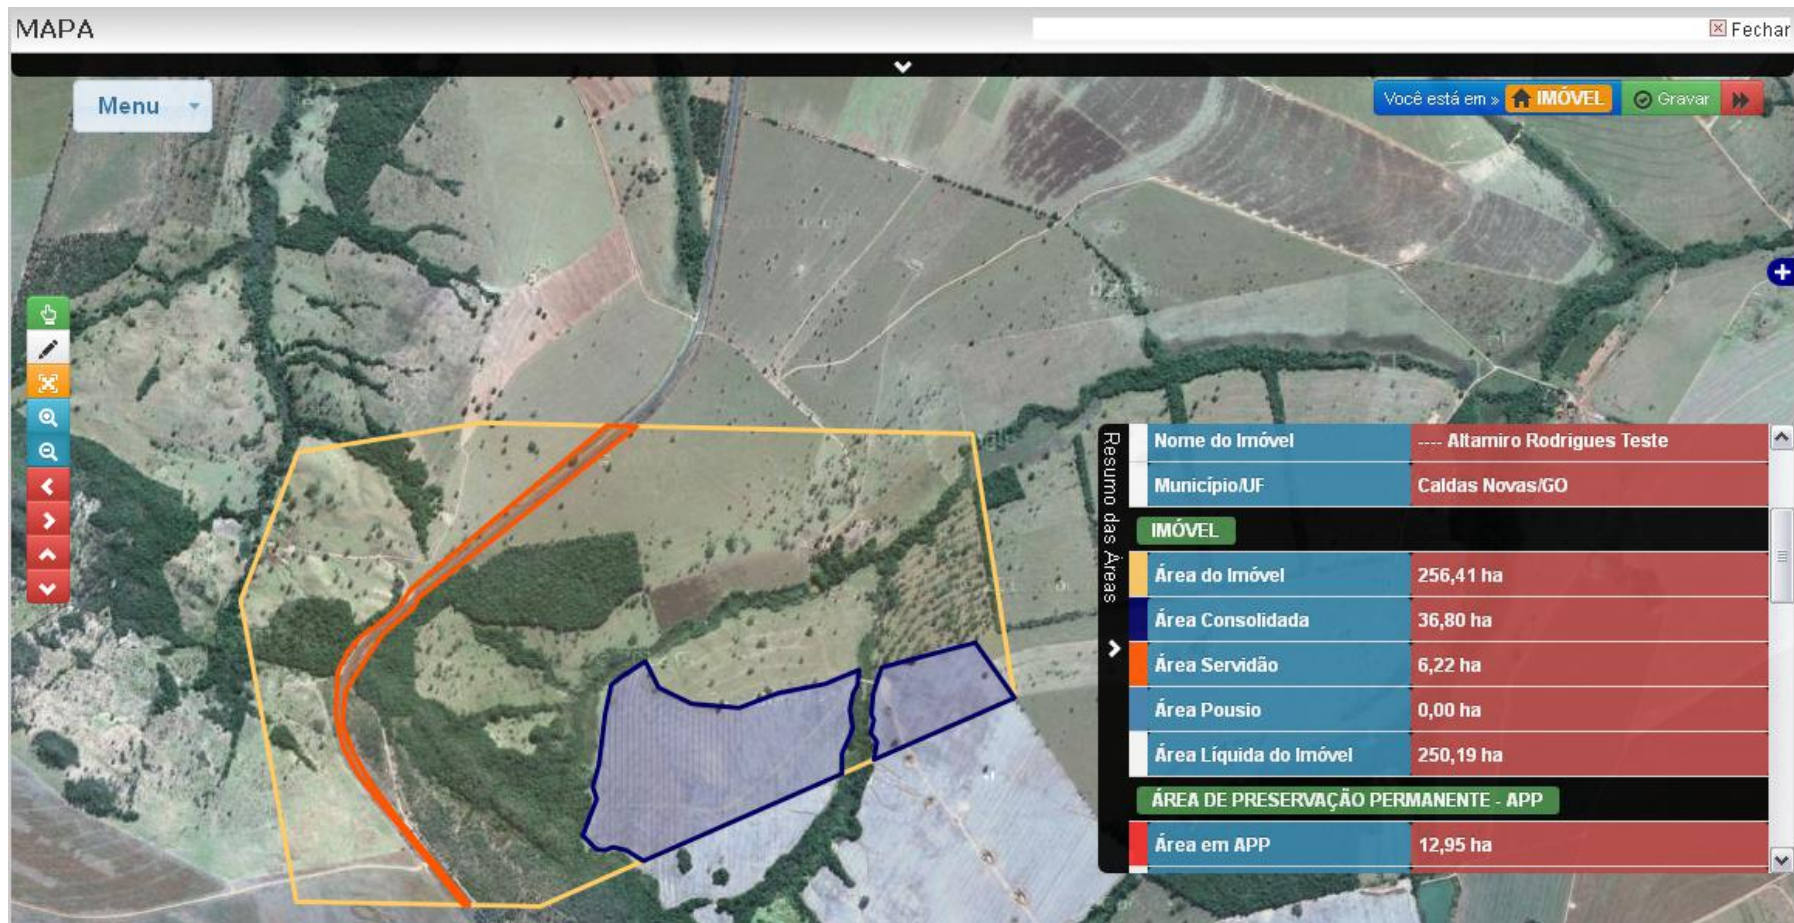 MAPA
Fechar
Menu
Você está em » IMÓVEL Gravar
Resumo das Áreas
Nome do Imóvel ---- Altamiro Rodrigues Teste
Município/UF Caldas Novas/GO
IMÓVEL
Área do Imóvel 256,41 ha
Área Consolidada 36,80 ha
Área Servidão 6,22 ha
Área Pousio 0,00 ha
Área Líquida do Imóvel 250,19 ha
ÁREA DE PRESERVAÇÃO PERMANENTE - APP
Área em APP 12,95 ha